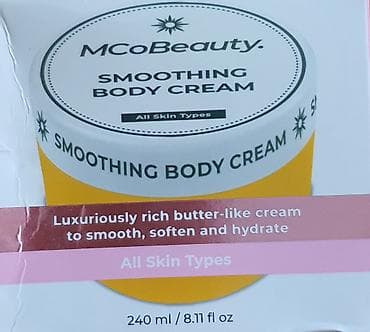 MCoBeauty.
SMOOTHING
BODY CREAM
All Skin Types
SMOOTHING BODY CREAM
Luxuriously rich butter-like cream
to smooth, soften and hydrate
All Skin Types
240 ml / 8.11 fl oz